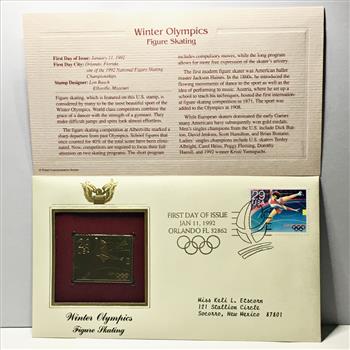 Winter Olympics
Figure Skating
First Day of Issue: January 11, 1992
First Day City: Orlando, Florida
site of the 1992 National Figure Skating
Championships
Stamp Designer: Lon Busch
Ellisville, Missouri
Figure skating, which is featured on this U.S. stamp, is
considered by many to be the most beautiful sport of the
Winter Olympics. World class competitors combine the
grace of a dancer with the strength of a gymnast. They
make difficult jumps and spins look almost effortless.
The figure skating competition at Albertville marked a
sharp departure from past Olympics. School figures that
once counted for 40% of the total score have been elimi-
nated. Now, competitors are required to focus their full
attention on two skating programs. The short program
includes compulsory moves, while the long program
allows for more free expression of the skater's artistry.
The first modern figure skater was American ballet
master Jackson Haines. In the 1860s, he introduced the
flowing movements of dance to the sport as well as the
idea of performing to music. Austria, where he set up a
school to teach his techniques, hosted the first internation-
al figure skating competition in 1871. The sport was
added to the Olympics in 1908.
While European skaters dominated the early Games
many Americans have subsequently won gold medals.
Men's singles champions from the U.S. include Dick But-
ton, David Jenkins, Scott Hamilton, and Brian Boitano.
Ladies' singles champions include U.S. skaters Tenley
Albright, Carol Heiss, Peggy Fleming, Dorothy
Hamill, and 1992 winner Kristi Yamaguchi.
FIRST DAY OF ISSUE
JAN 11, 1992
ORLANDO FL 32862
29
USA
29
USA
Winter Olympics
Figure Skating
Miss Keli L. Etscorn
121 Stallion Circle
Socorro, New Mexico 87801